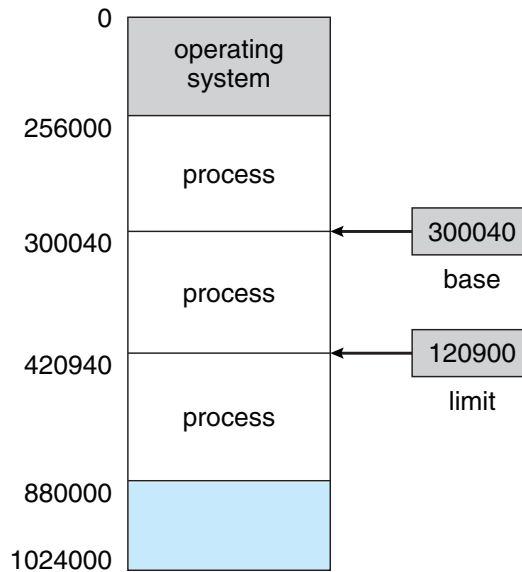 0
operating
system
256000
process
300040
300040
base
process
420940
120900
limit
process
880000
1024000